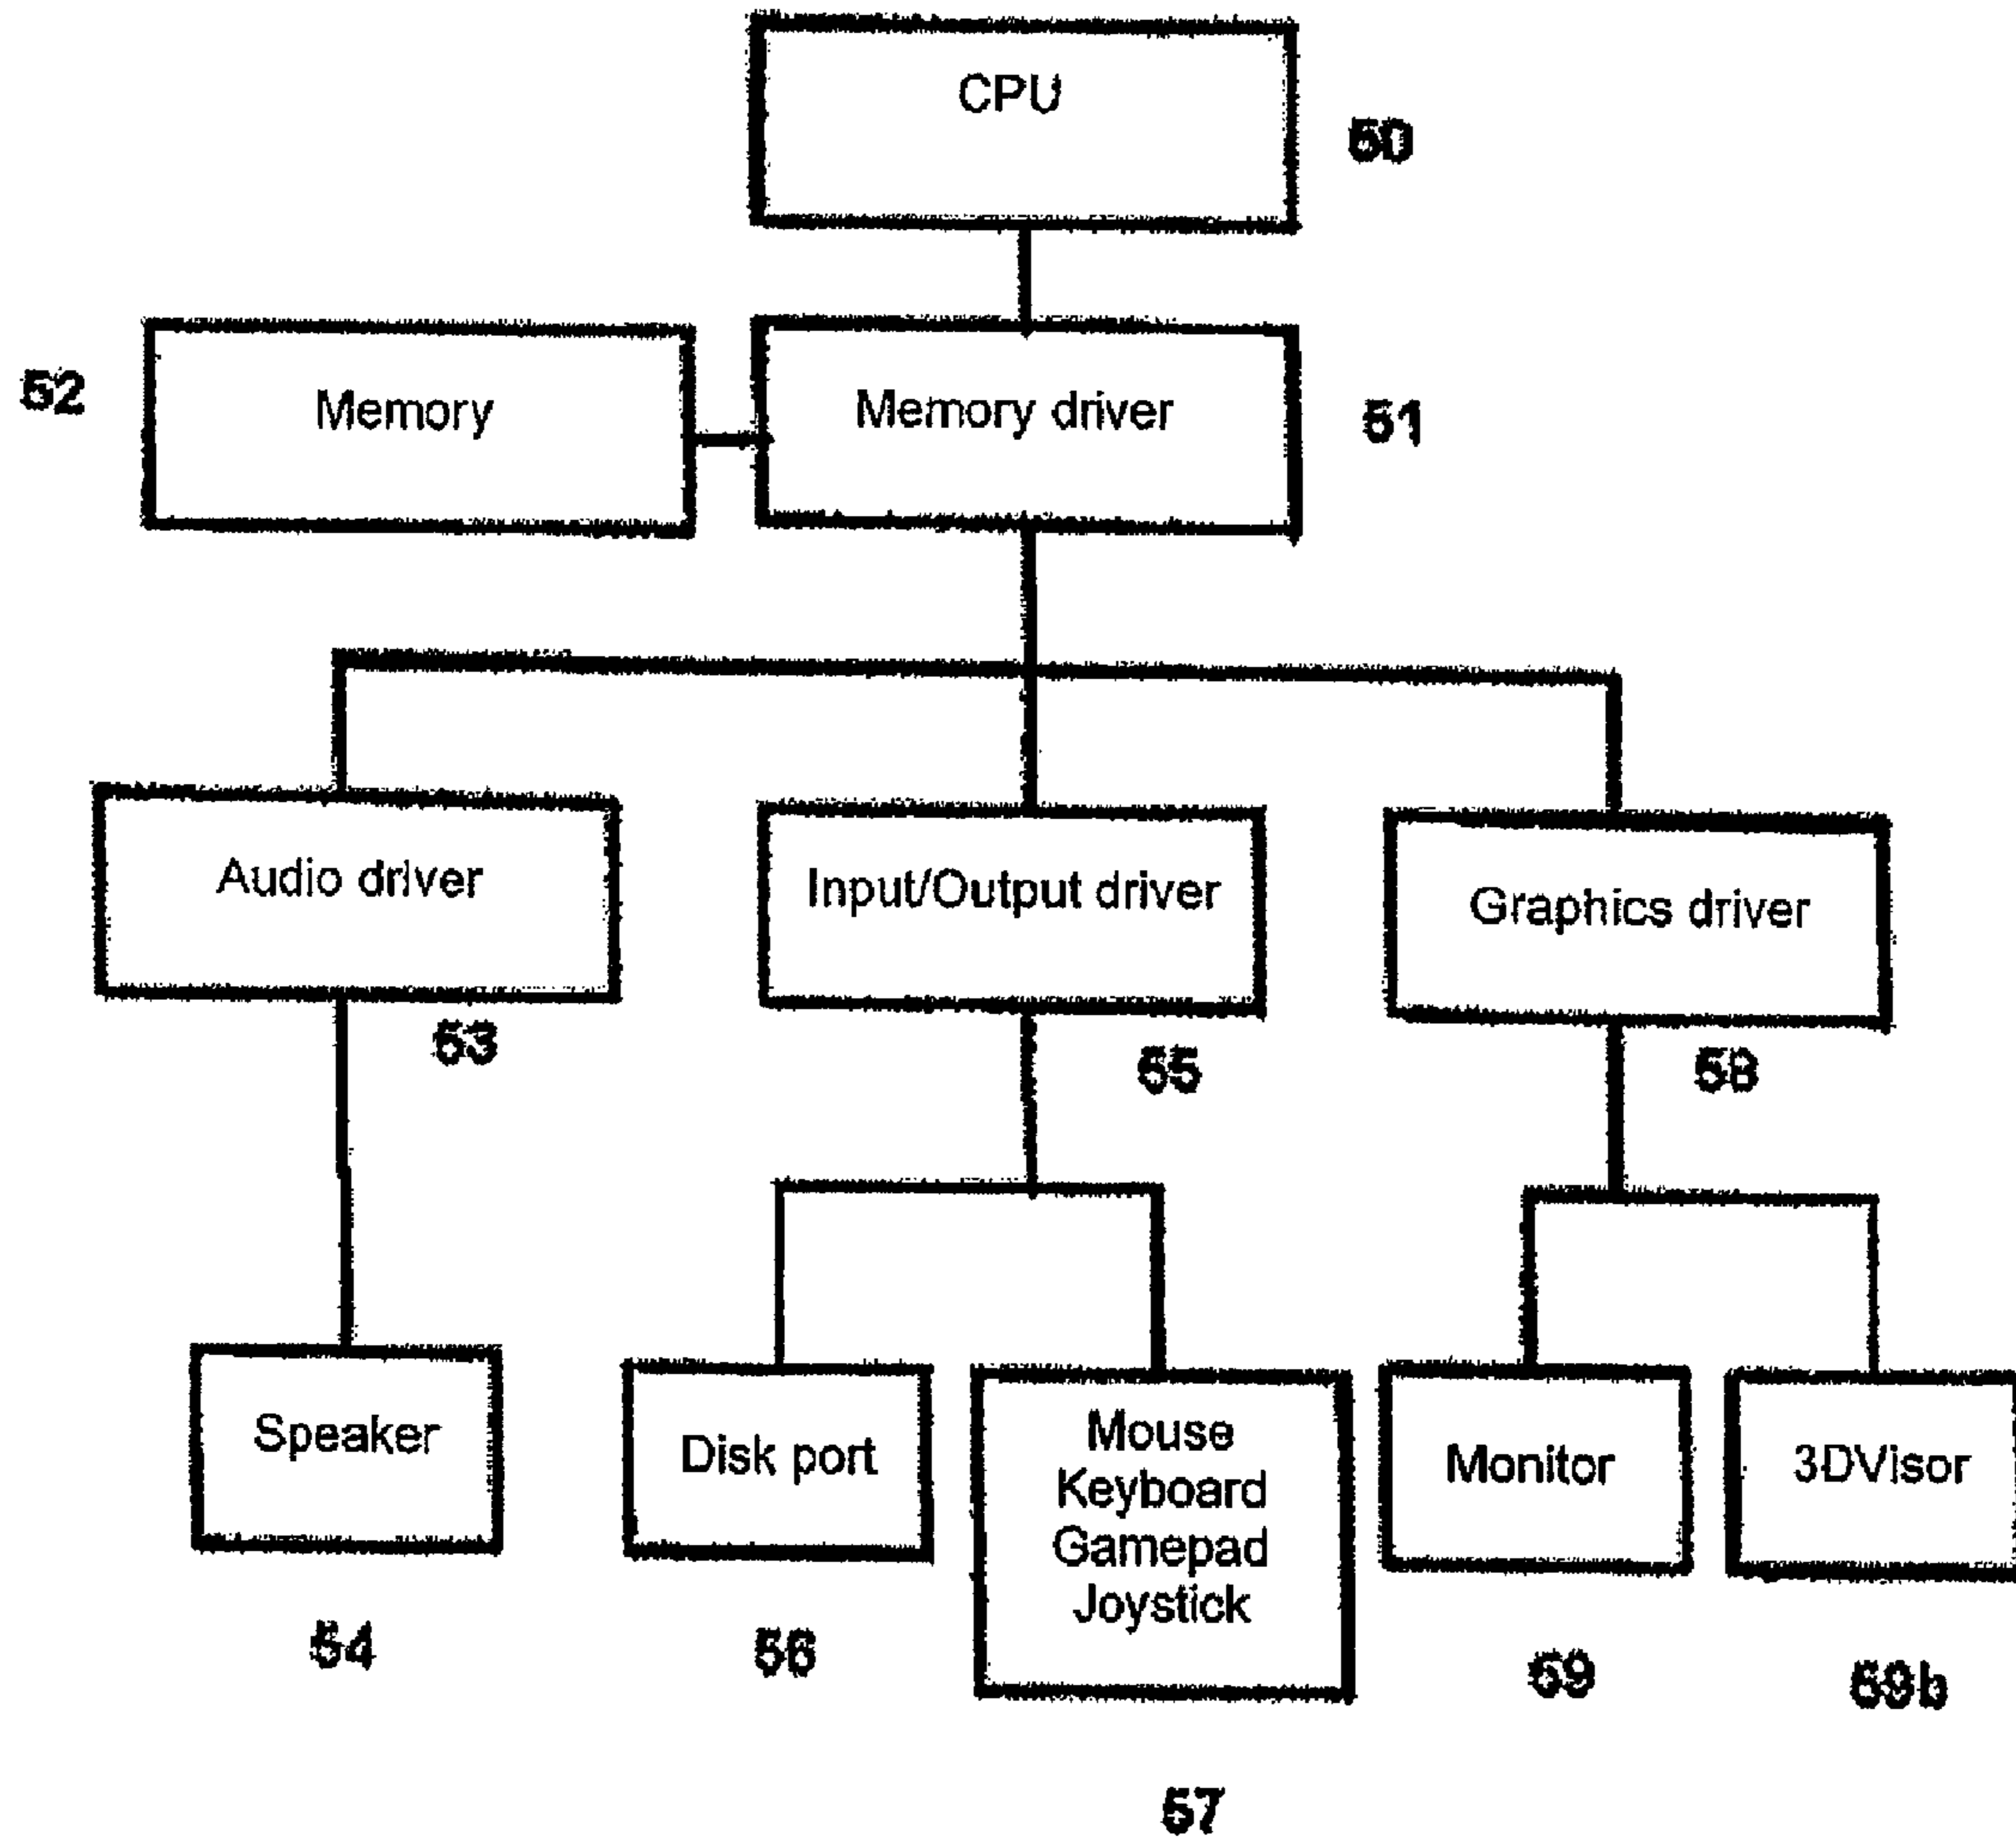 CPU
50
52
Memory
Memory driver
51
Audio driver
Input/Output driver
Graphics driver
53
55
58
Speaker
Disk port
Mouse
Keyboard
Gamepad
Joystick
Monitor
3DVisor
54
56
59
59b
57